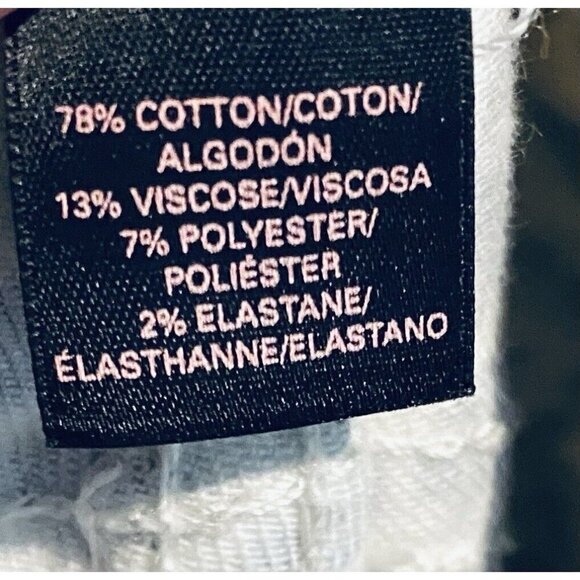 78% COTTON/COTON/
ALGODÓN
13% VISCOSE/VISCOSA
7% POLYESTER/
POLIÉSTER
2% ELASTANE/
ÉLASTHANNE/ELASTANO